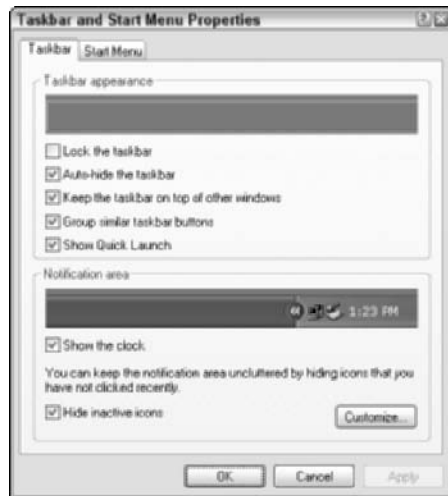 Taskbar and Start Menu Properties
Taskbar
Start Menu
Taskbar appearance
Lock the taskbar
Auto-hide the taskbar
Keep the taskbar on top of other windows
Group similar taskbar buttons
Show Quick Launch
Notification area
1:23 PM
Show the clock
You can keep the notification area uncluttered by hiding icons that you
have not clicked recently.
Hide inactive icons
Customize...
OK
Cancel
Apply